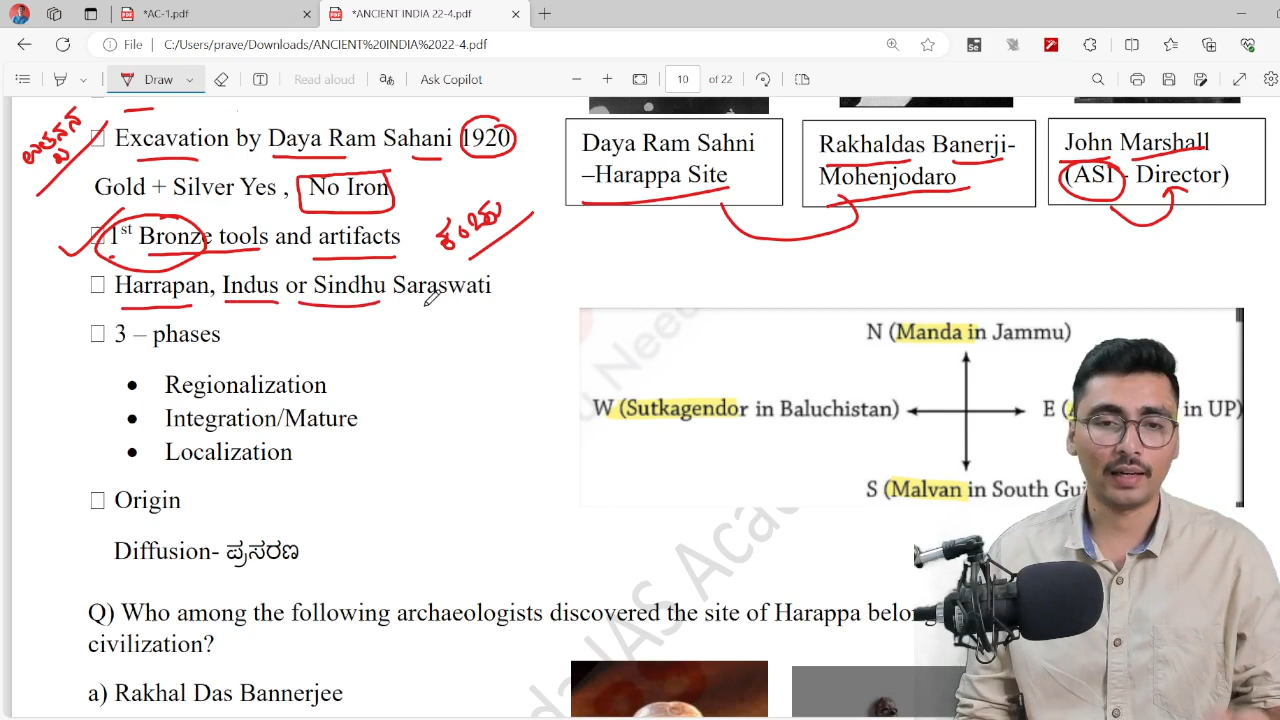 *AC-1.pdf
*ANCIENT INDIA 22-4.pdf
File C:/Users/prave/Downloads/ANCIENT%20INDIA%2022-4.pdf
Draw
Read aloud
Ask Copilot
10 of 22
Excavation by Daya Ram Sahani 1920
Gold + Silver Yes , No Iron
1st Bronze tools and artifacts
ಕಂಚು
Harrapan, Indus or Sindhu Saraswati
3 – phases
• Regionalization
• Integration/Mature
• Localization
Origin
Diffusion- ಪ್ರಸರಣ
Daya Ram Sahni
–Harappa Site
Rakhaldas Banerji-
Mohenjodaro
John Marshall
(ASI - Director)
N (Manda in Jammu)
W (Sutkagendor in Baluchistan)
E ( in UP)
S (Malvan in South
Q) Who among the following archaeologists discovered the site of Harappa
civilization?
a) Rakhal Das Bannerjee